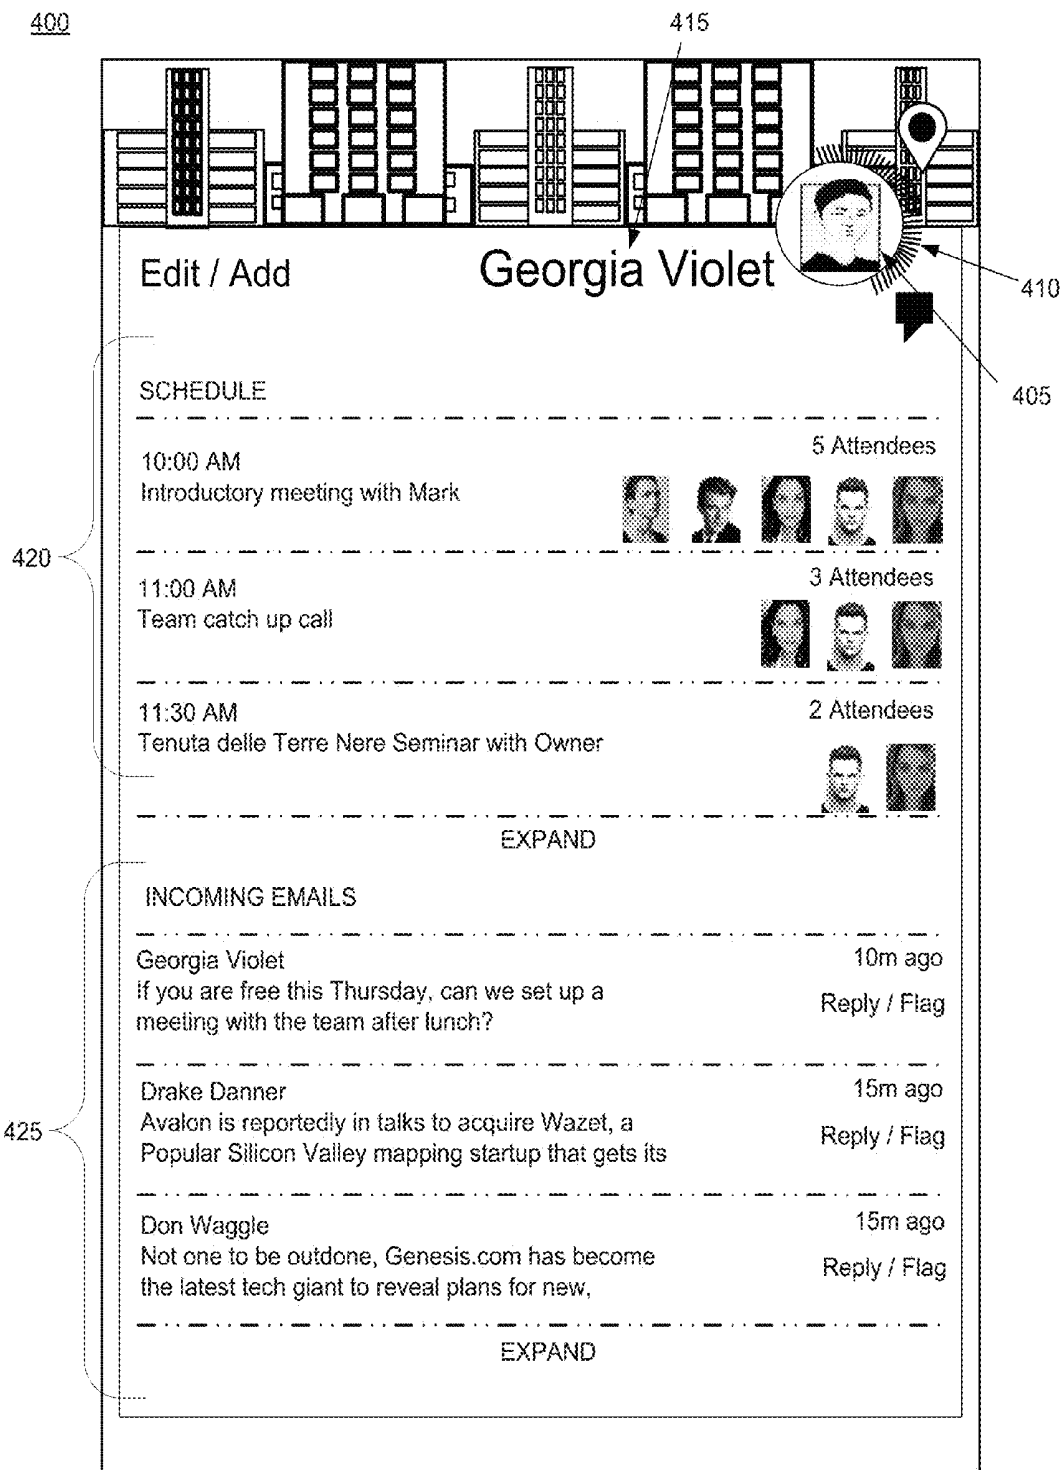 400
415
Edit / Add
Georgia Violet
410
405
SCHEDULE
5 Attendees
10:00 AM
Introductory meeting with Mark
420
3 Attendees
11:00 AM
Team catch up call
2 Attendees
11:30 AM
Tenuta delle Terre Nere Seminar with Owner
EXPAND
INCOMING EMAILS
Georgia Violet
10m ago
If you are free this Thursday, can we set up a
Reply / Flag
meeting with the team after lunch?
Drake Danner
15m ago
Avalon is reportedly in talks to acquire Wazet, a
425
Reply / Flag
Popular Silicon Valley mapping startup that gets its
Don Waggle
15m ago
Not one to be outdone, Genesis.com has become
Reply / Flag
the latest tech giant to reveal plans for new,
EXPAND